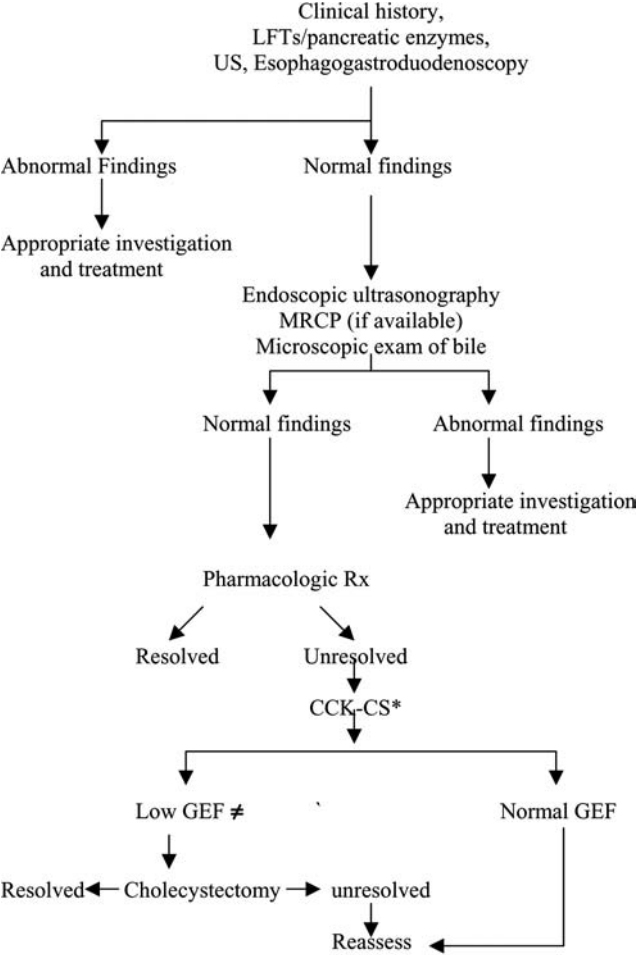 Clinical history,
LFTs/pancreatic enzymes,
US, Esophagogastroduodenoscopy
Abnormal Findings
Normal findings
Appropriate investigation
and treatment
Endoscopic ultrasonography
MRCP (if available)
Microscopic exam of bile
Normal findings
Abnormal findings
Appropriate investigation
and treatment
Pharmacologic Rx
Resolved
Unresolved
CCK-CS*
Low GEF ≠
`
Normal GEF
Resolved
Cholecystectomy
unresolved
Reassess